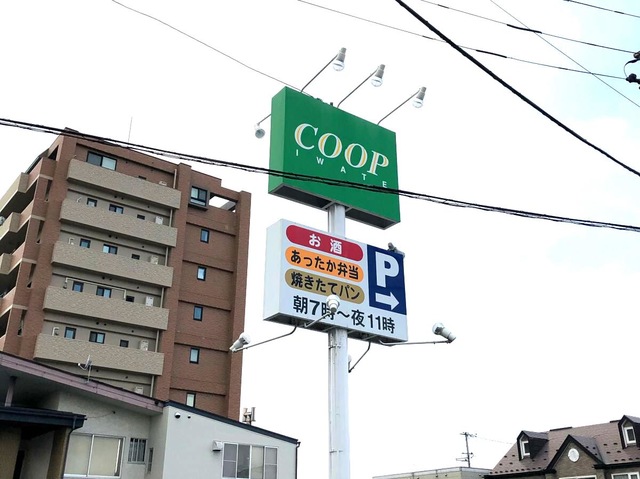 COOP
IWATE
お酒
あったか弁当
焼きたてパン
朝7時～夜11時
P